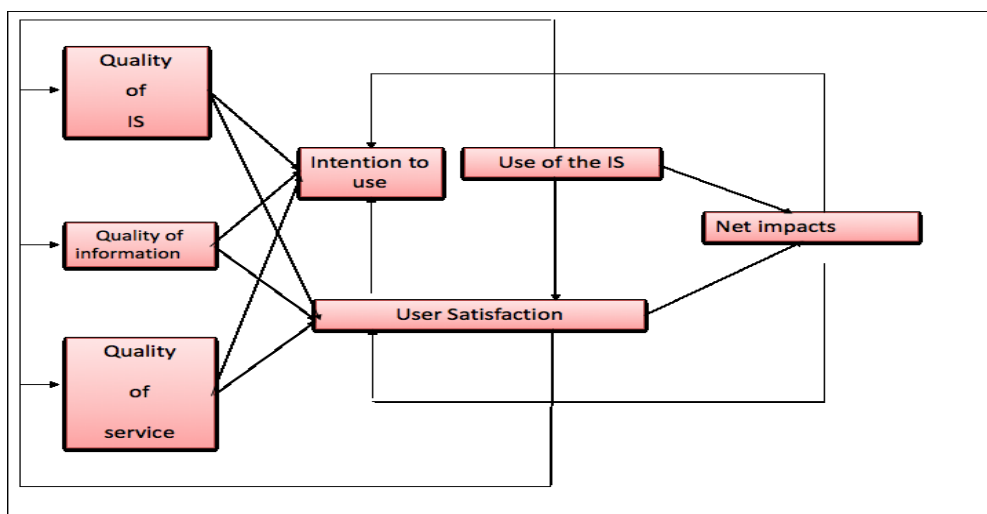 Quality
of
IS
Intention to
use
Use of the IS
Quality of
information
Net impacts
User Satisfaction
Quality
of
service